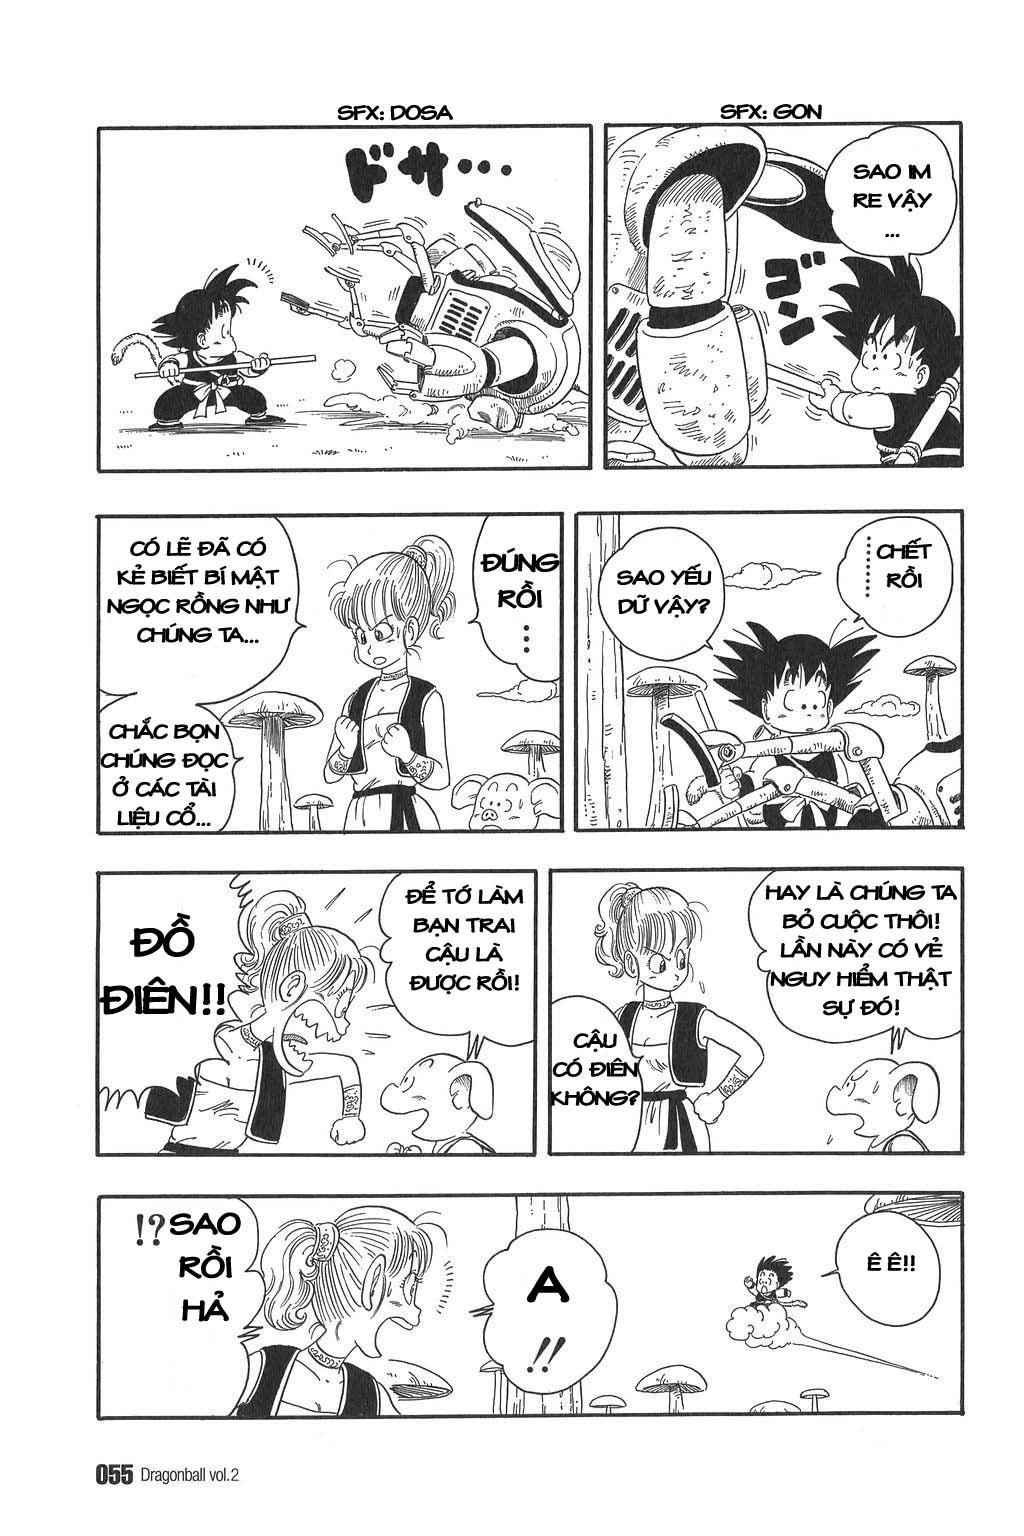 SFX: GON
SAO IM
RE VẬY
...
ゴン
SFX: DOSA
ドサ・・・
CHẾT
RỒI
SAO YẾU
DỮ VẬY?
ĐÚNG
RỒI
...
CÓ LẼ ĐÃ CÓ
KẺ BIẾT BÍ MẬT
NGỌC RỒNG NHƯ
CHÚNG TA...
CHẮC BỌN
CHÚNG ĐỌC
Ở CÁC TÀI
LIỆU CỔ...
HAY LÀ CHÚNG TA
BỎ CUỘC THÔI!
LẦN NÀY CÓ VẺ
NGUY HIỂM THẬT
SỰ ĐÓ!
CẬU
CÓ ĐIÊN
KHÔNG?
ĐỂ TỚ LÀM
BẠN TRAI
CẬU LÀ
ĐƯỢC RỒI!
ĐỒ
ĐIÊN!!
Ê Ê!!
A
!!
!?SAO
RỒI
HẢ
055 Dragonball vol.2